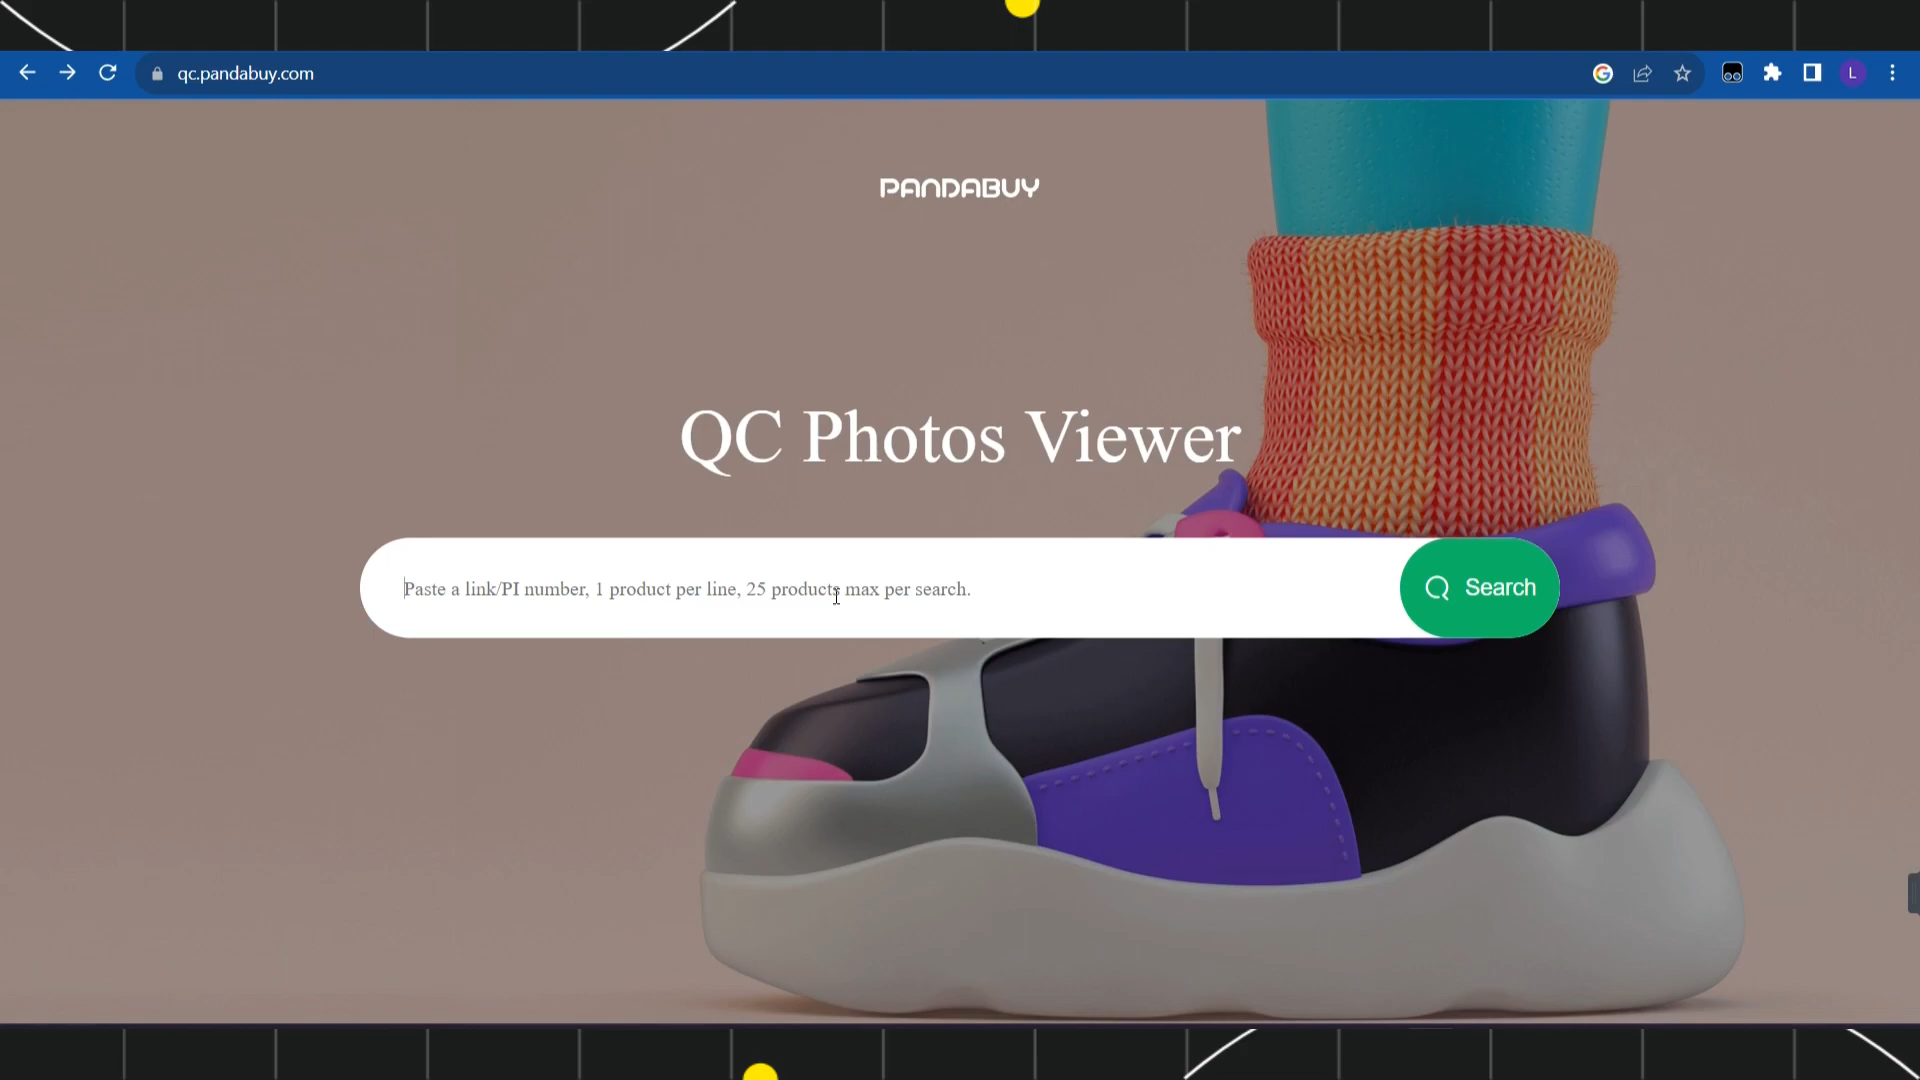 qc.pandabuy.com
L
PANDABUY
QC Photos Viewer
Paste a link/PI number, 1 product per line, 25 products max per search.
Search